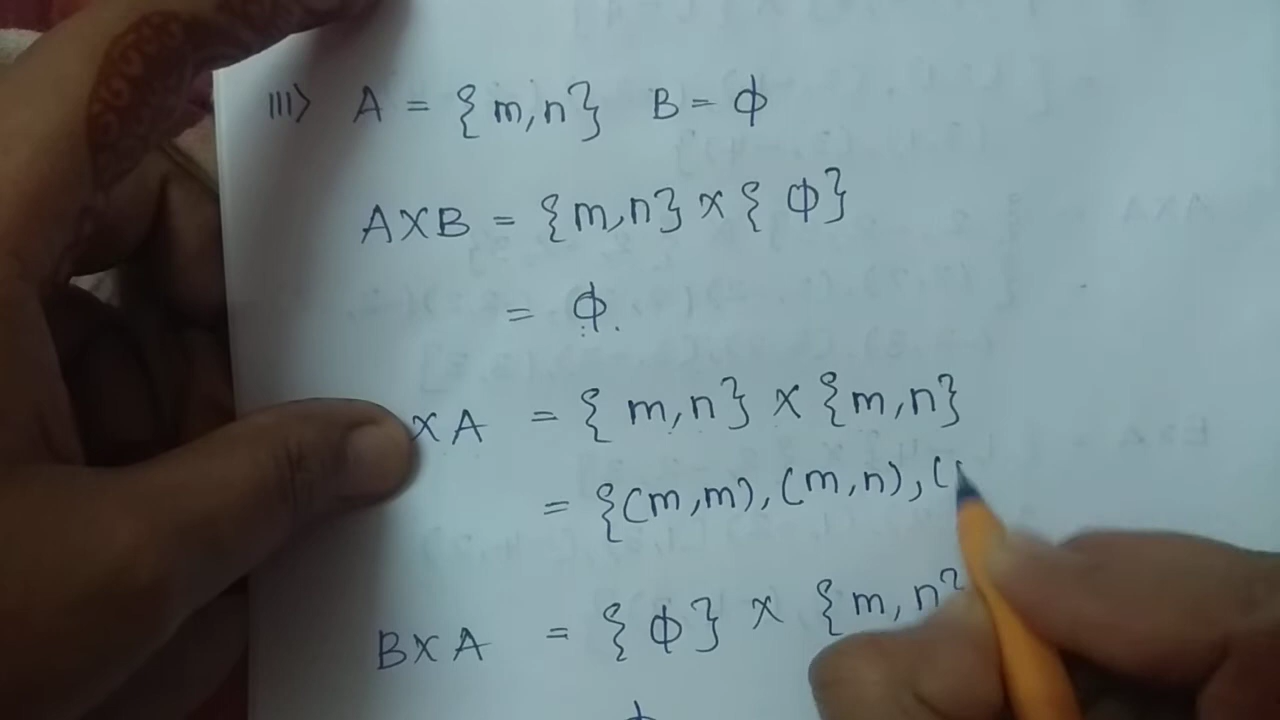 III) A = {m,n} B = ϕ
A×B = {m,n} × { ϕ}
= ϕ.
×A = { m,n} × {m,n}
= {(m,m), (m,n), (
B×A = { ϕ} × {m,n